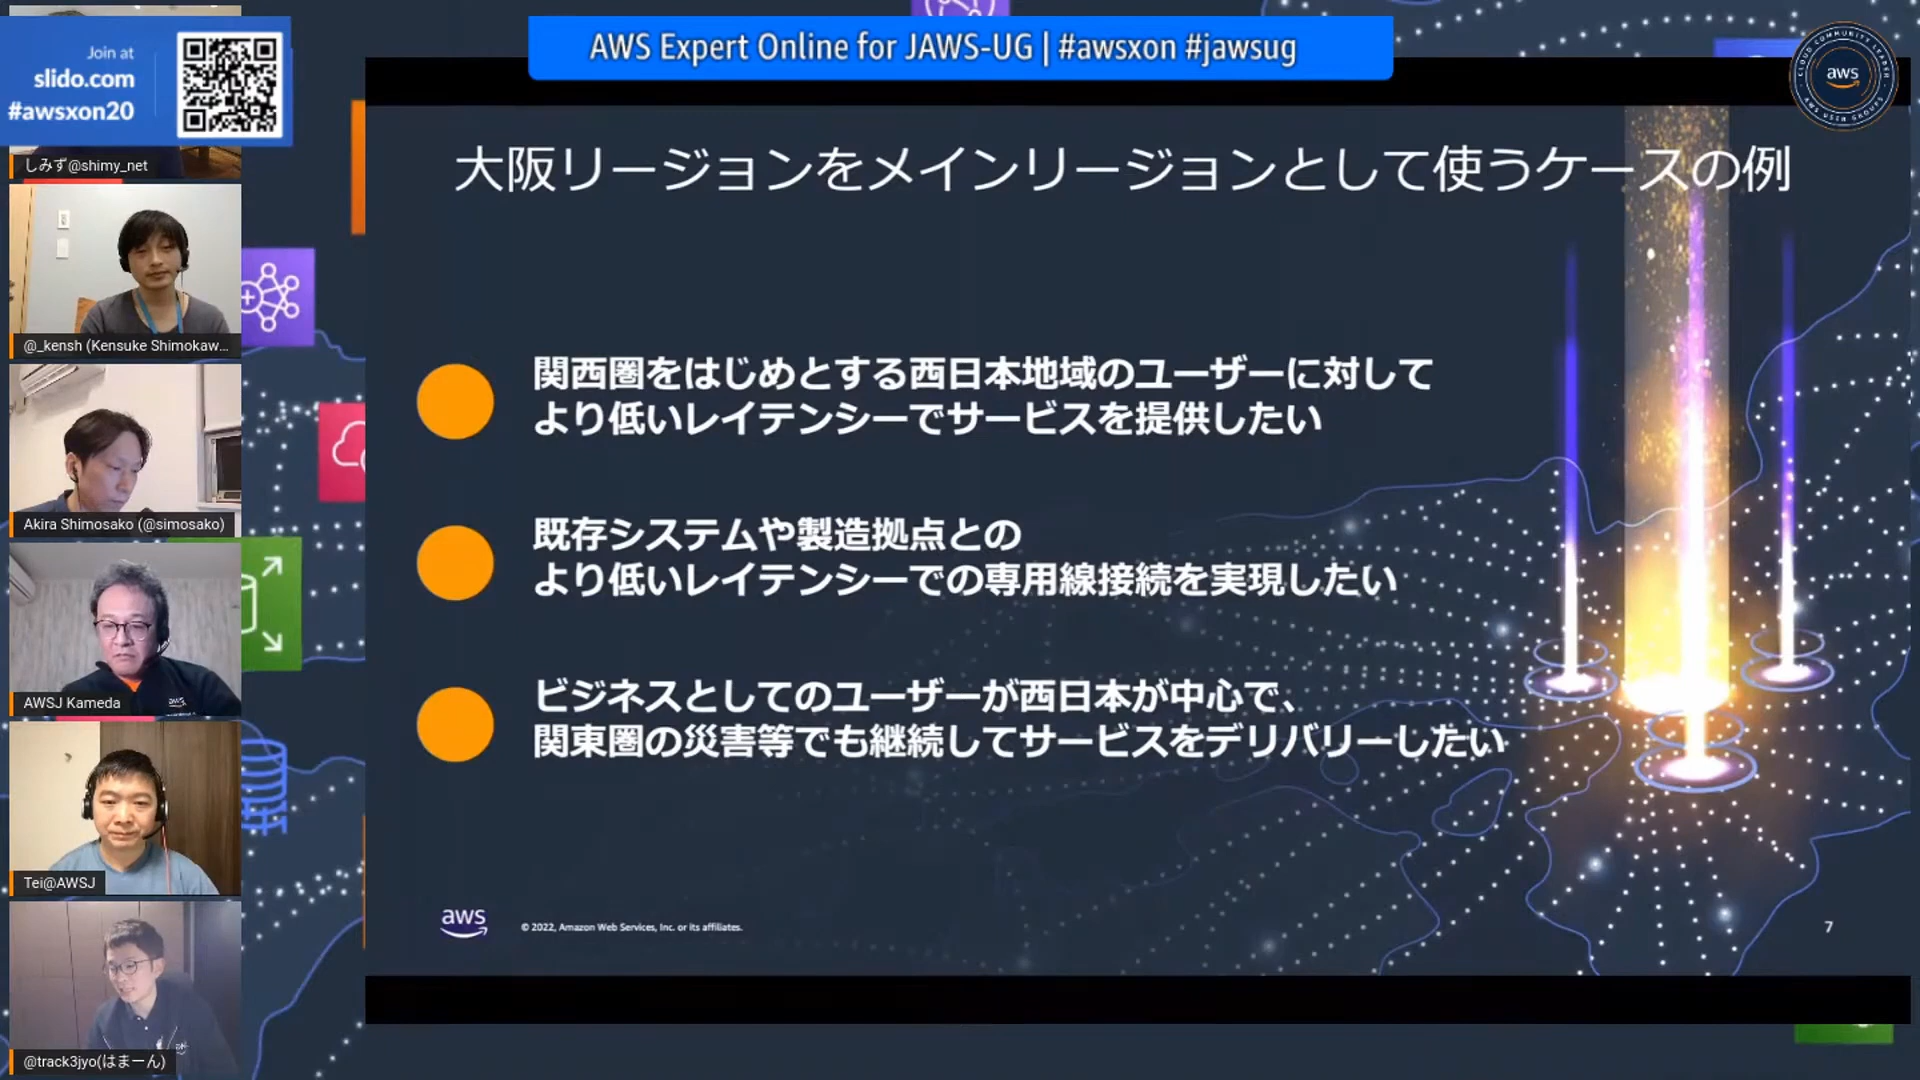 Join at
slido.com
#awsxon20
AWS Expert Online for JAWS-UG | #awsxon #jawsug
aws
CLOUD COMMUNITY LEADER
AWS USER GROUPS
しみず@shimy_net
@_kensh (Kensuke Shimokaw...
Akira Shimosako (@simosako)
AWSJ Kameda
aws
Tei@AWSJ
@track3jyo(はまーん)
大阪リージョンをメインリージョンとして使うケースの例
関西圏をはじめとする西日本地域のユーザーに対して
より低いレイテンシーでサービスを提供したい
既存システムや製造拠点との
より低いレイテンシーでの専用線接続を実現したい
ビジネスとしてのユーザーが西日本が中心で、
関東圏の災害等でも継続してサービスをデリバリーしたい
aws
© 2022, Amazon Web Services, Inc. or its affiliates.
7